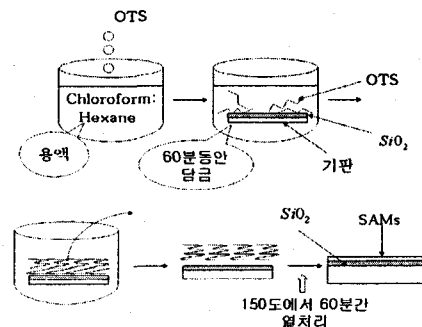 OTS
Chloroform:
Hexane
용액
OTS
SiO₂
60분동안
담금
기판
SiO₂
SAMs
150도에서 60분간
열처리